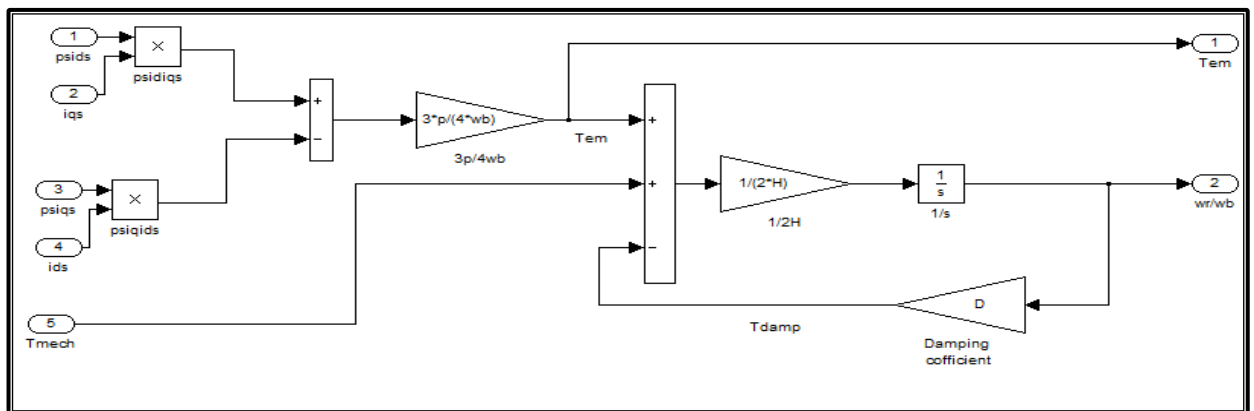 1
psids
×
psidiqs
2
iqs
+
−
3*p/(4*wb)
3p/4wb
Tem
1
Tem
3
psiqs
×
psiqids
4
ids
+
+
−
1/(2*H)
1/2H
1
s
1/s
2
wr/wb
5
Tmech
Tdamp
D
Damping
cofficient